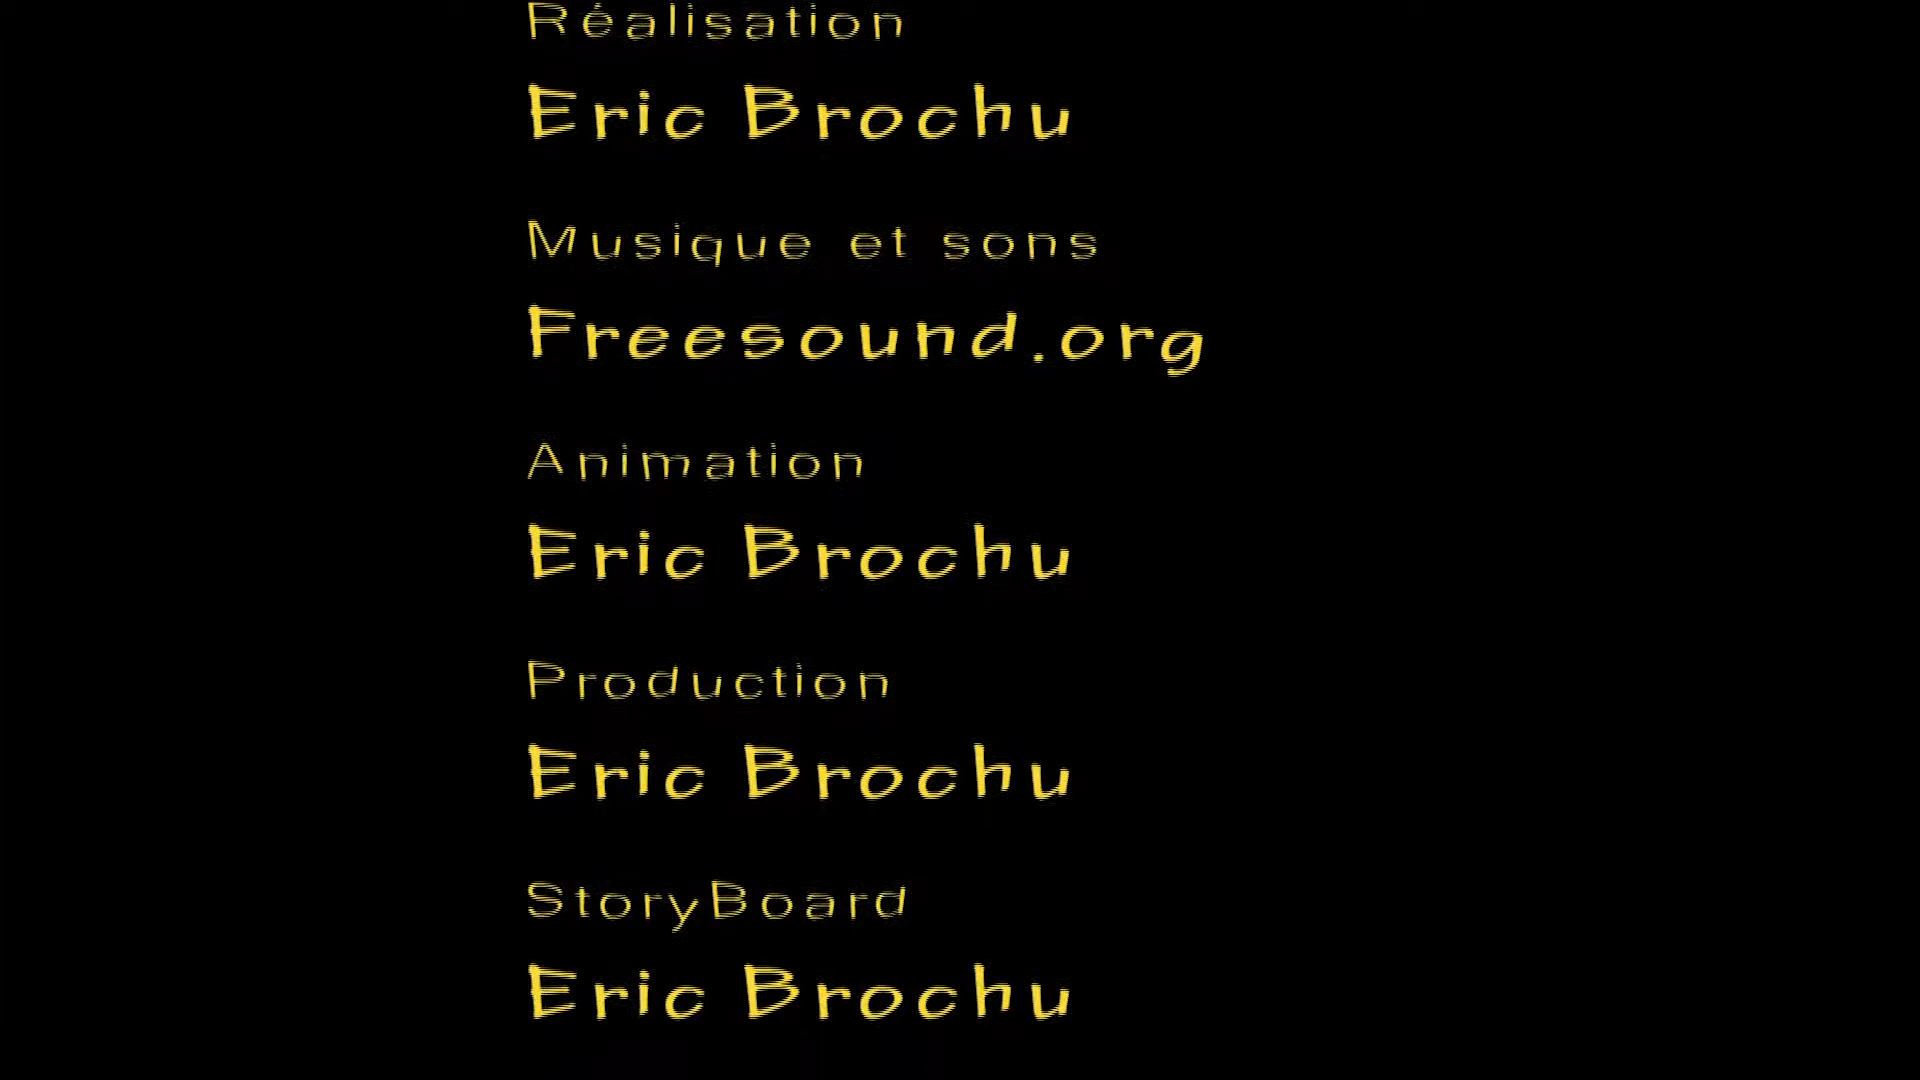 Réalisation
Eric Brochu
Musique et sons
Freesound.org
Animation
Eric Brochu
Production
Eric Brochu
StoryBoard
Eric Brochu